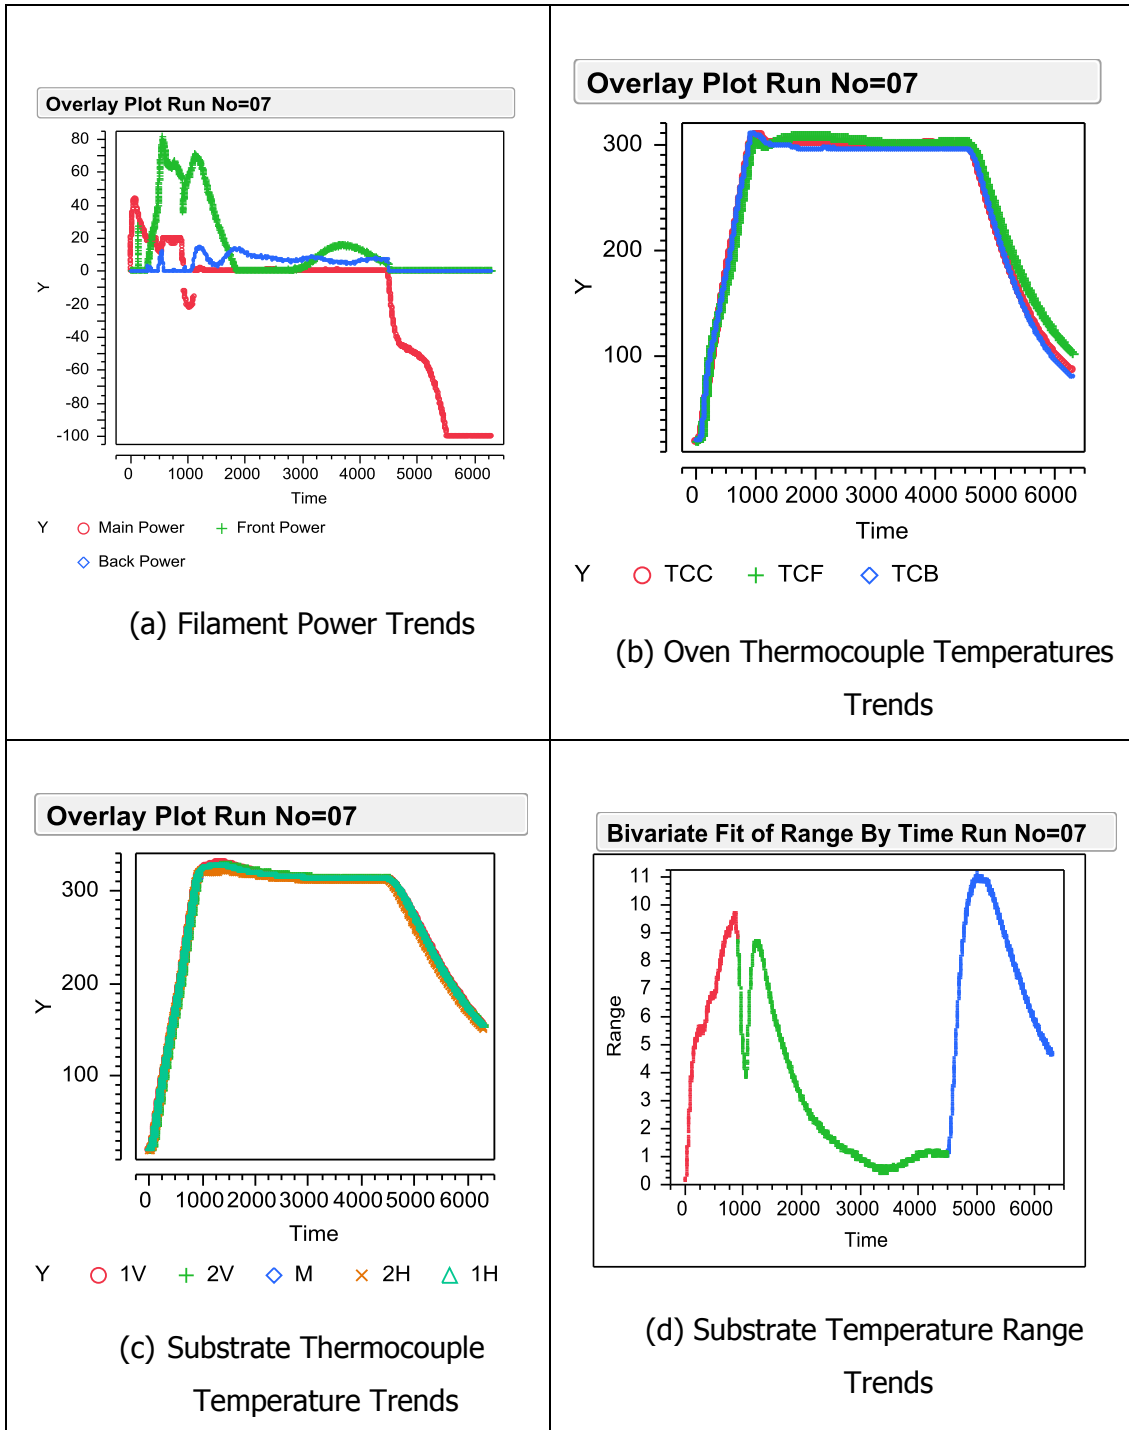 Overlay Plot Run No=07
80
60
40
20
0
-20
-40
-60
-80
-100
Y
0 1000 2000 3000 4000 5000 6000
Time
Y Main Power Front Power
Back Power
(a) Filament Power Trends
Overlay Plot Run No=07
300
200
100
Y
0 1000 2000 3000 4000 5000 6000
Time
Y TCC TCF TCB
(b) Oven Thermocouple Temperatures
Trends
Overlay Plot Run No=07
300
200
100
Y
0 1000 2000 3000 4000 5000 6000
Time
Y 1V 2V M 2H 1H
(c) Substrate Thermocouple
Temperature Trends
Bivariate Fit of Range By Time Run No=07
11
10
9
8
7
6
5
4
3
2
1
0
Range
0 1000 2000 3000 4000 5000 6000
Time
(d) Substrate Temperature Range
Trends